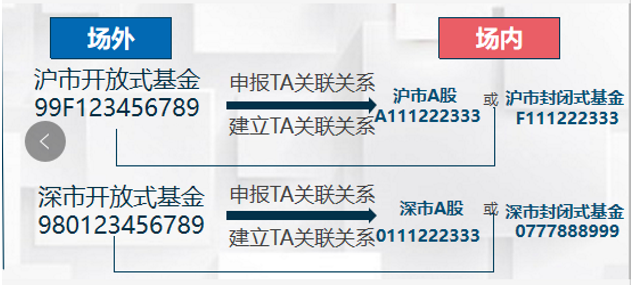 场外
场内
沪市开放式基金
99F123456789
申报TA关联关系
建立TA关联关系
沪市A股
A111222333
或
沪市封闭式基金
F111222333
深市开放式基金
980123456789
申报TA关联关系
建立TA关联关系
深市A股
0111222333
或
深市封闭式基金
0777888999